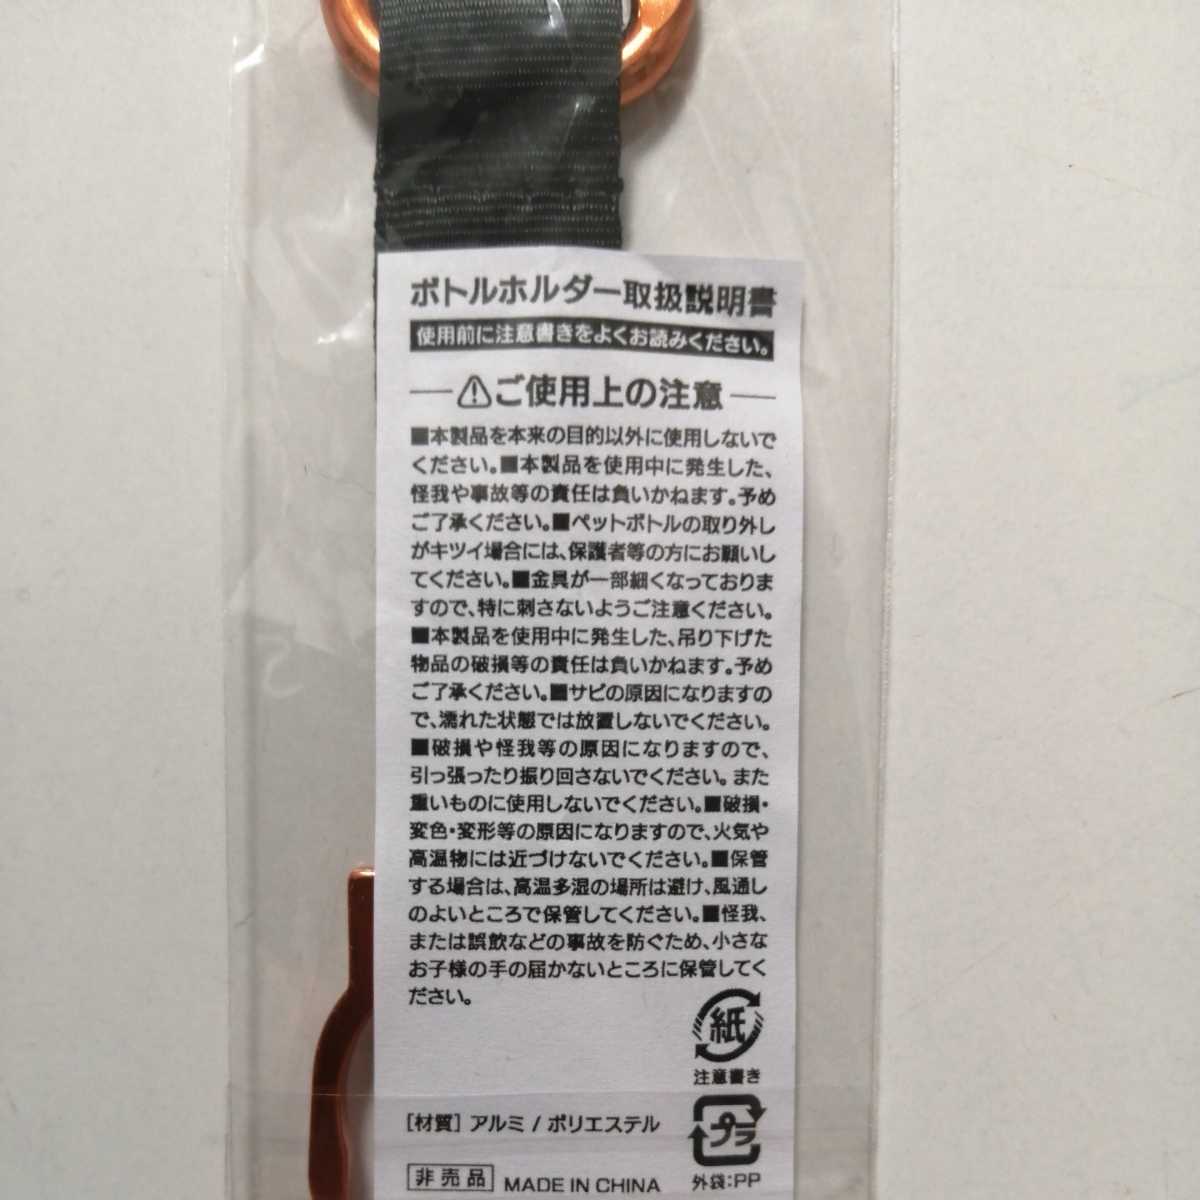 ボトルホルダー取扱説明書
使用前に注意書きをよくお読みください。
ご使用上の注意
■本製品を本来の目的以外に使用しないで
ください。■本製品を使用中に発生した、
怪我や事故等の責任は負いかねます。予め
ご了承ください。■ペットボトルの取り外し
がキツイ場合には、保護者等の方にお願いし
てください。■金具が一部細くなっておりま
すので、特に刺さないようご注意ください。
■本製品を使用中に発生した、吊り下げた
物品の破損等の責任は負いかねます。予め
ご了承ください。■サビの原因になりますの
で、濡れた状態では放置しないでください。
■破損や怪我等の原因になりますので、
引っ張ったり振り回さないでください。また
重いものに使用しないでください。■破損・
変色・変形等の原因になりますので、火気や
高温物には近づけないでください。■保管
する場合は、高温多湿の場所は避け、風通し
のよいところで保管してください。■怪我、
または誤飲などの事故を防ぐため、小さな
お子様の手の届かないところに保管してく
ださい。
紙
注意書き
[材質] アルミ / ポリエステル
プラ
非売品 MADE IN CHINA
外袋:PP